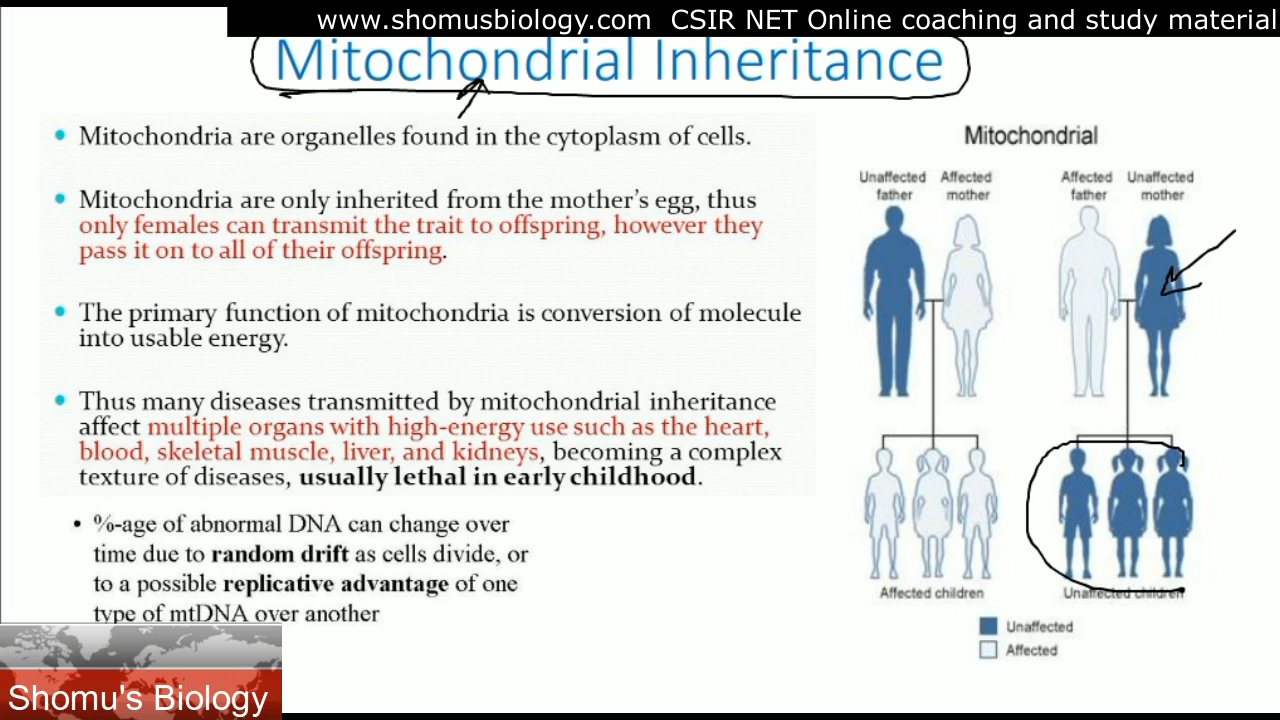 www.shomusbiology.com CSIR NET Online coaching and study material
Mitochondrial Inheritance
• Mitochondria are organelles found in the cytoplasm of cells.
• Mitochondria are only inherited from the mother's egg, thus
only females can transmit the trait to offspring, however they
pass it on to all of their offspring.
• The primary function of mitochondria is conversion of molecule
into usable energy.
• Thus many diseases transmitted by mitochondrial inheritance
affect multiple organs with high-energy use such as the heart,
blood, skeletal muscle, liver, and kidneys, becoming a complex
texture of diseases, usually lethal in early childhood.
• %-age of abnormal DNA can change over
time due to random drift as cells divide, or
to a possible replicative advantage of one
type of mtDNA over another
Mitochondrial
Unaffected father
Affected mother
Affected father
Unaffected mother
Affected children
Unaffected children
Unaffected
Affected
Shomu's Biology